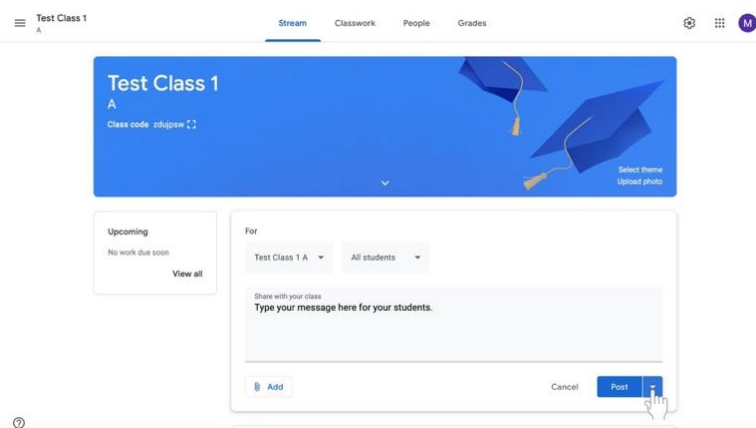 Test Class 1
A
Stream Classwork People Grades
M
Test Class 1
A
Class code zdujpsw
Select theme
Upload photo
Upcoming
No work due soon
View all
For
Test Class 1 A All students
Share with your class
Type your message here for your students.
Add Cancel Post